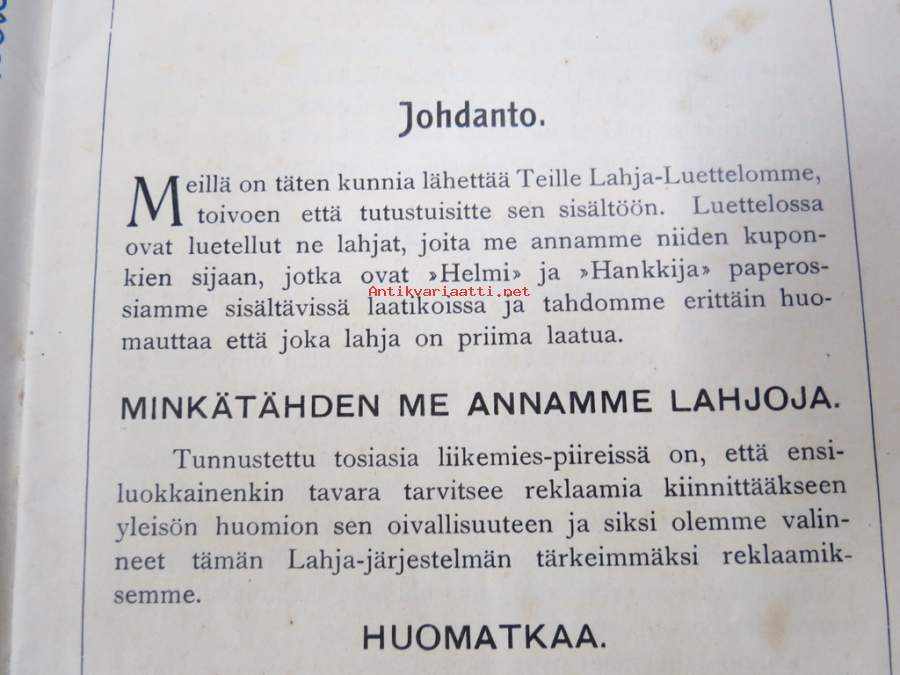 Johdanto.
Meillä on täten kunnia lähettää Teille Lahja-Luettelomme,
toivoen että tutustuisitte sen sisältöön. Luettelossa
ovat luetellut ne lahjat, joita me annamme niiden kupon-
kien sijaan, jotka ovat »Helmi» ja »Hankkija» paperos-
Antikvariaatti.net
siamme sisältävissä laatikoissa ja tahdomme erittäin huo-
mauttaa että joka lahja on priima laatua.
MINKÄTÄHDEN ME ANNAMME LAHJOJA.
Tunnustettu tosiasia liikemies-piireissä on, että ensi-
luokkainenkin tavara tarvitsee reklaamia kiinnittääkseen
yleisön huomion sen oivallisuuteen ja siksi olemme valin-
neet tämän Lahja-järjestelmän tärkeimmäksi reklaamik-
semme.
HUOMATKAA.